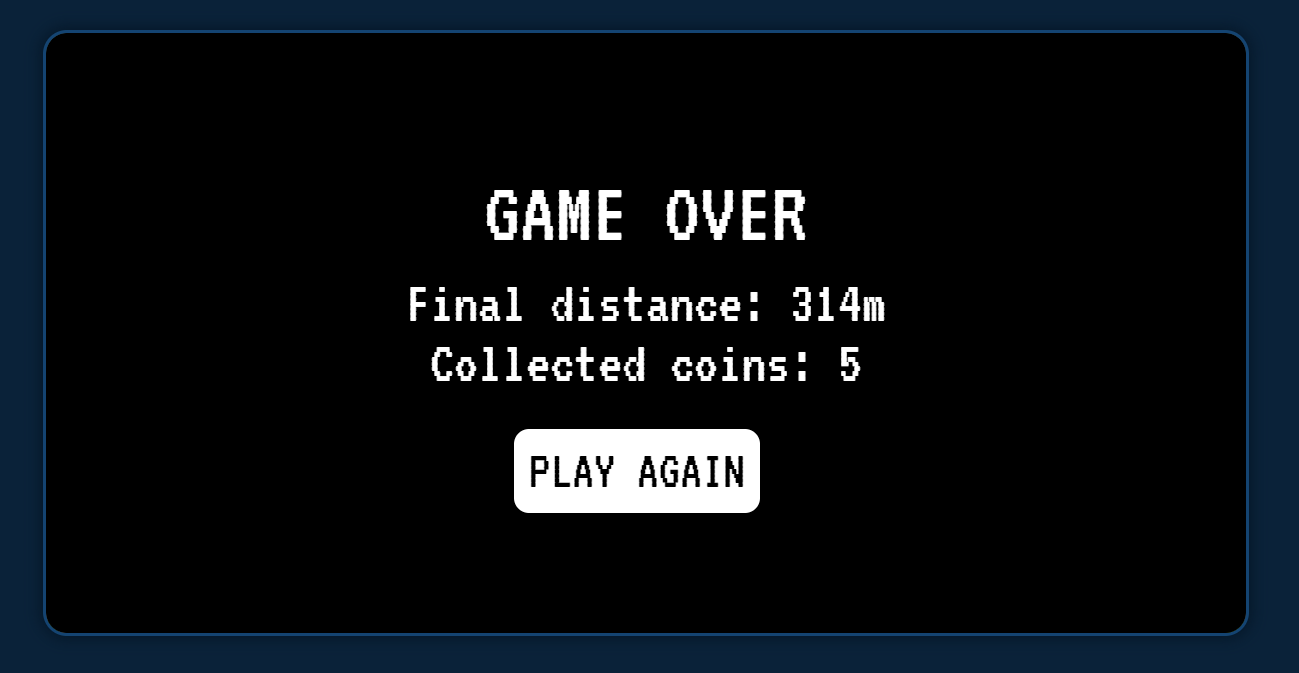 GAME OVER
Final distance: 314m
Collected coins: 5
PLAY AGAIN